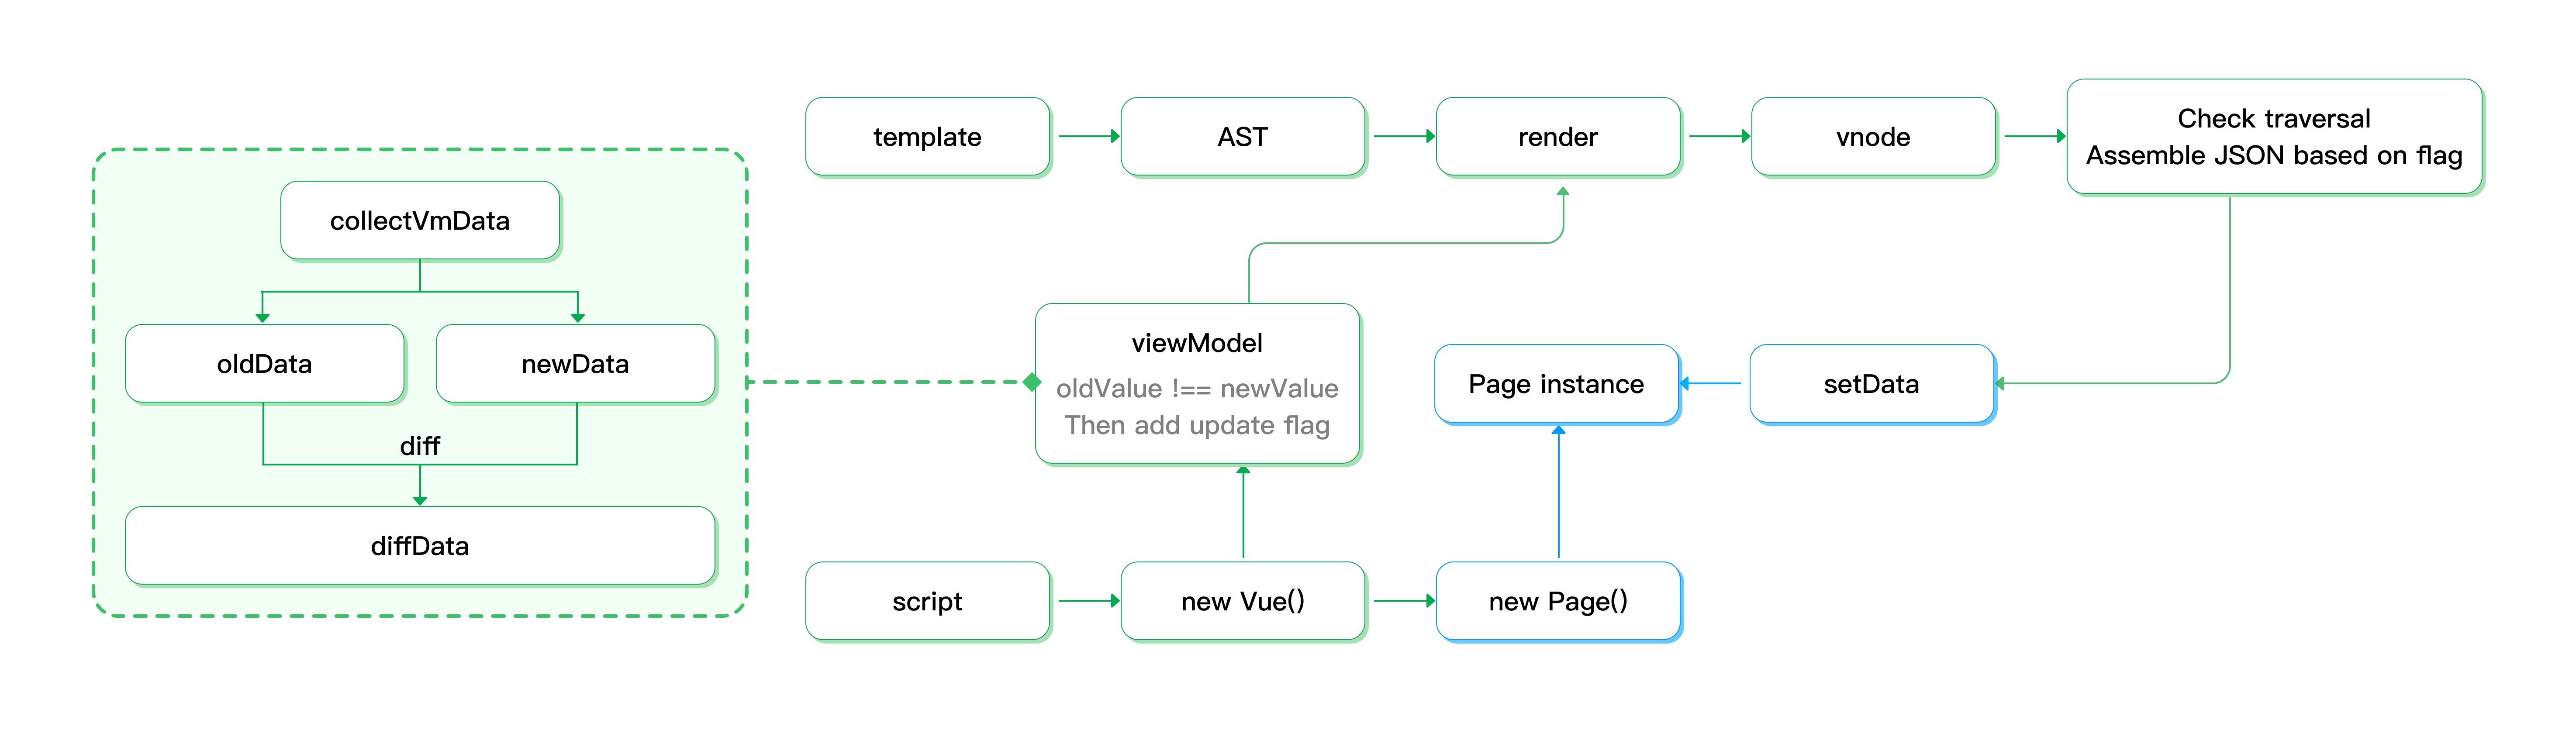 collectVmData
oldData
newData
diff
diffData
template
AST
render
vnode
Check traversal
Assemble JSON based on flag
viewModel
oldValue !== newValue
Then add update flag
Page instance
setData
script
new Vue()
new Page()